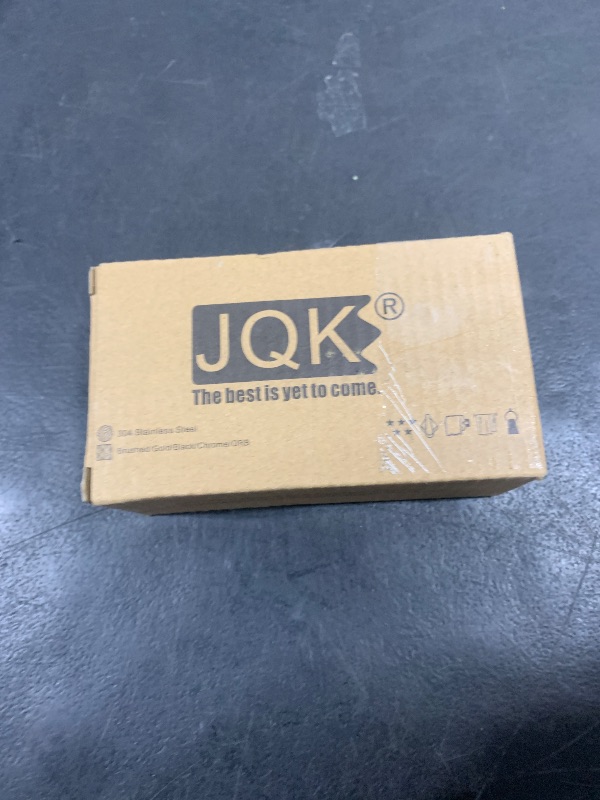 JQK®
The best is yet to come.
304 Stainless Steel
Brushed Gold/Black/Chrome/ORB